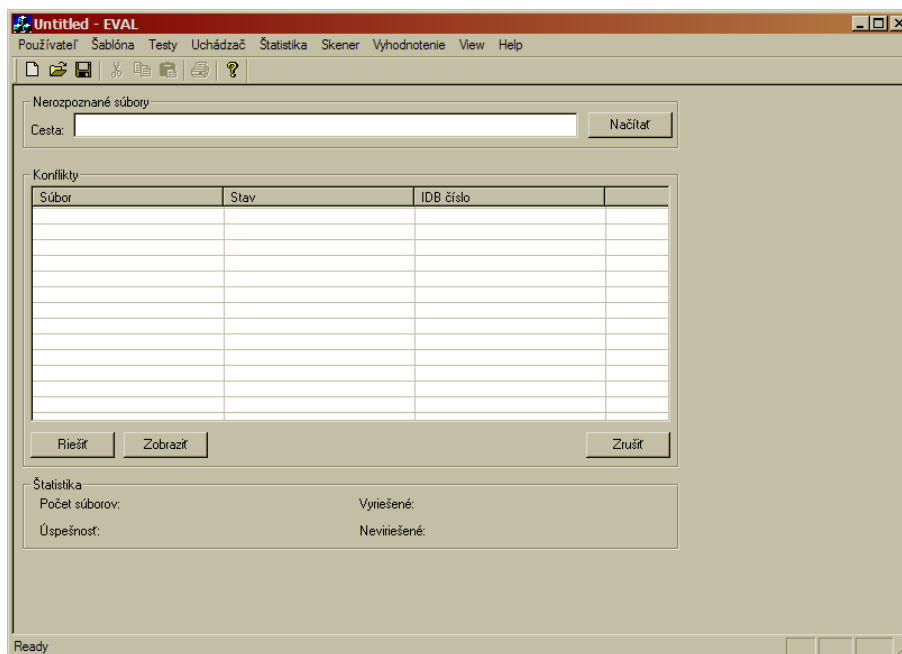 Untitled - EVAL
Používateľ Šablóna Testy Uchádzač Štatistika Skener Vyhodnotenie View Help
Nerozpoznané súbory
Cesta: Načítať
Konflikty
Súbor Stav IDB číslo
Riešiť Zobraziť Zrušiť
Štatistika
Počet súborov: Vyriešené:
Úspešnosť: Neviriešené:
Ready